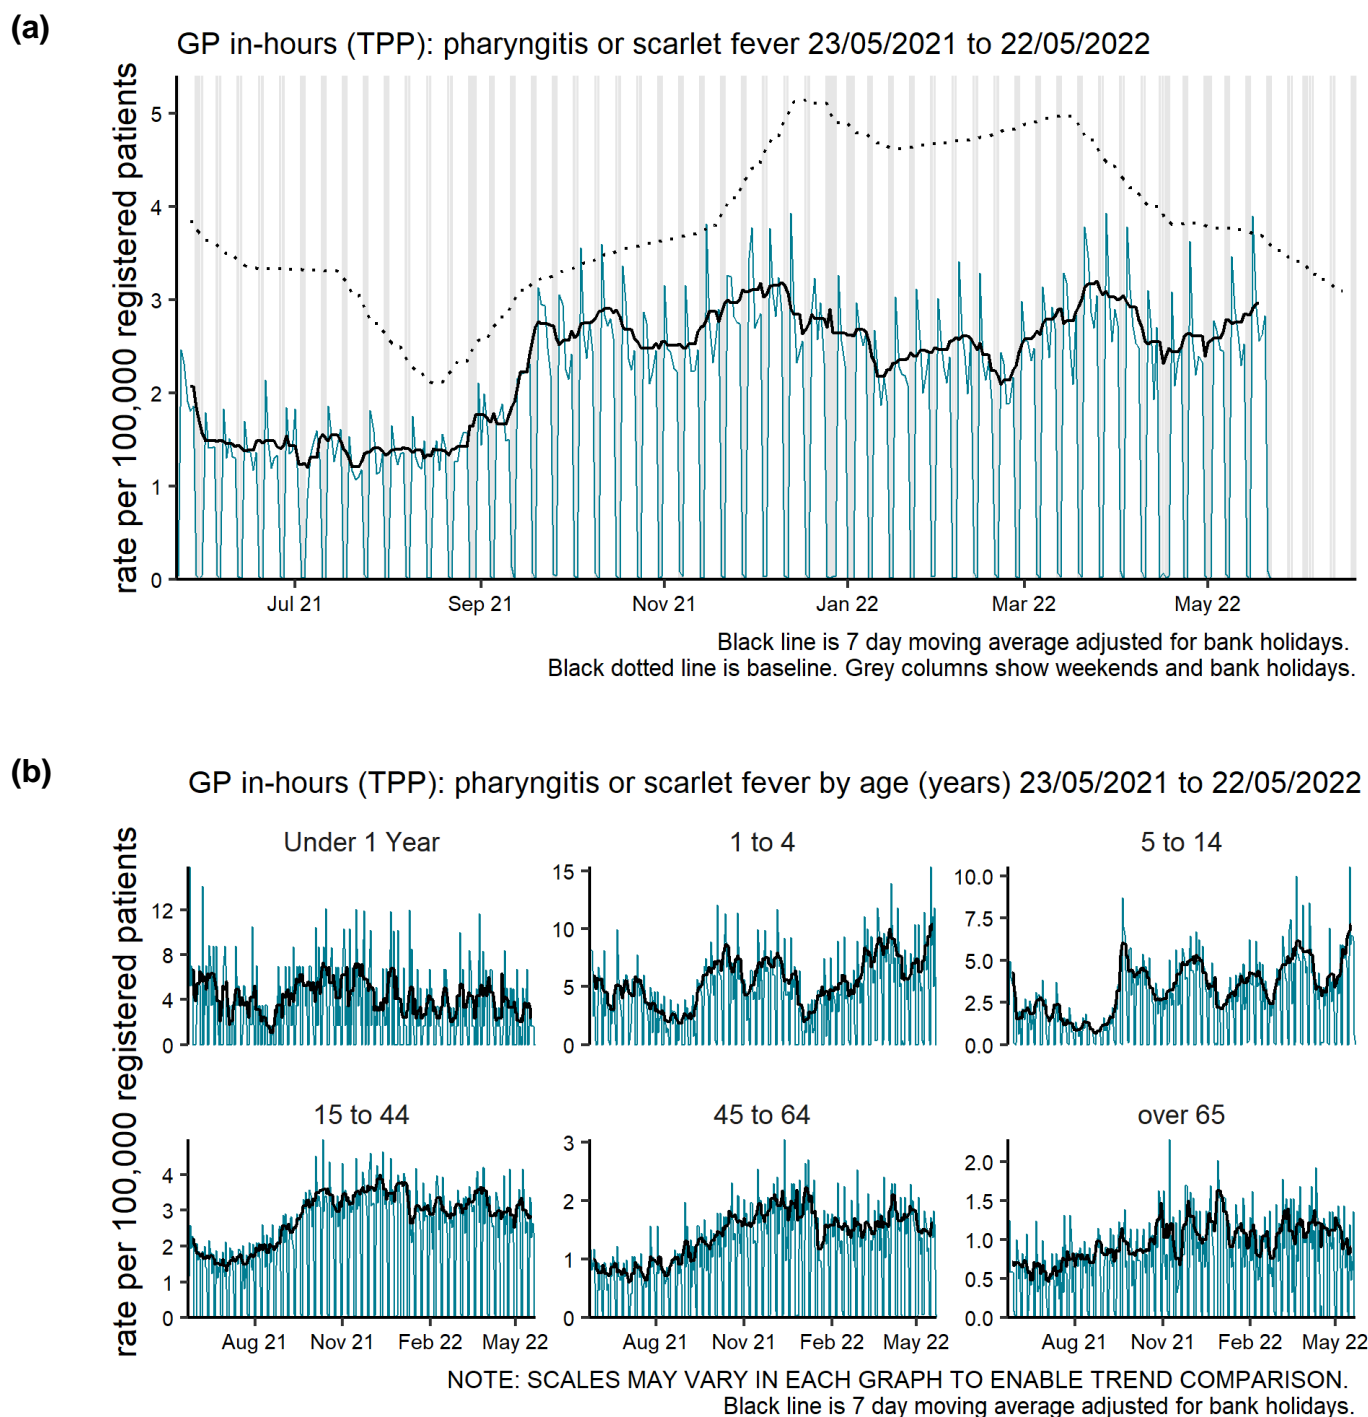 (a)
GP in-hours (TPP): pharyngitis or scarlet fever 23/05/2021 to 22/05/2022
rate per 100,000 registered patients
5
4
3
2
1
0
Jul 21 Sep 21 Nov 21 Jan 22 Mar 22 May 22
Black line is 7 day moving average adjusted for bank holidays.
Black dotted line is baseline. Grey columns show weekends and bank holidays.
(b)
GP in-hours (TPP): pharyngitis or scarlet fever by age (years) 23/05/2021 to 22/05/2022
rate per 100,000 registered patients
Under 1 Year
12
8
4
0
1 to 4
15
10
5
0
5 to 14
10.0
7.5
5.0
2.5
0.0
15 to 44
4
3
2
1
0
Aug 21 Nov 21 Feb 22 May 22
45 to 64
3
2
1
0
Aug 21 Nov 21 Feb 22 May 22
over 65
2.0
1.5
1.0
0.5
0.0
Aug 21 Nov 21 Feb 22 May 22
NOTE: SCALES MAY VARY IN EACH GRAPH TO ENABLE TREND COMPARISON.
Black line is 7 day moving average adjusted for bank holidays.